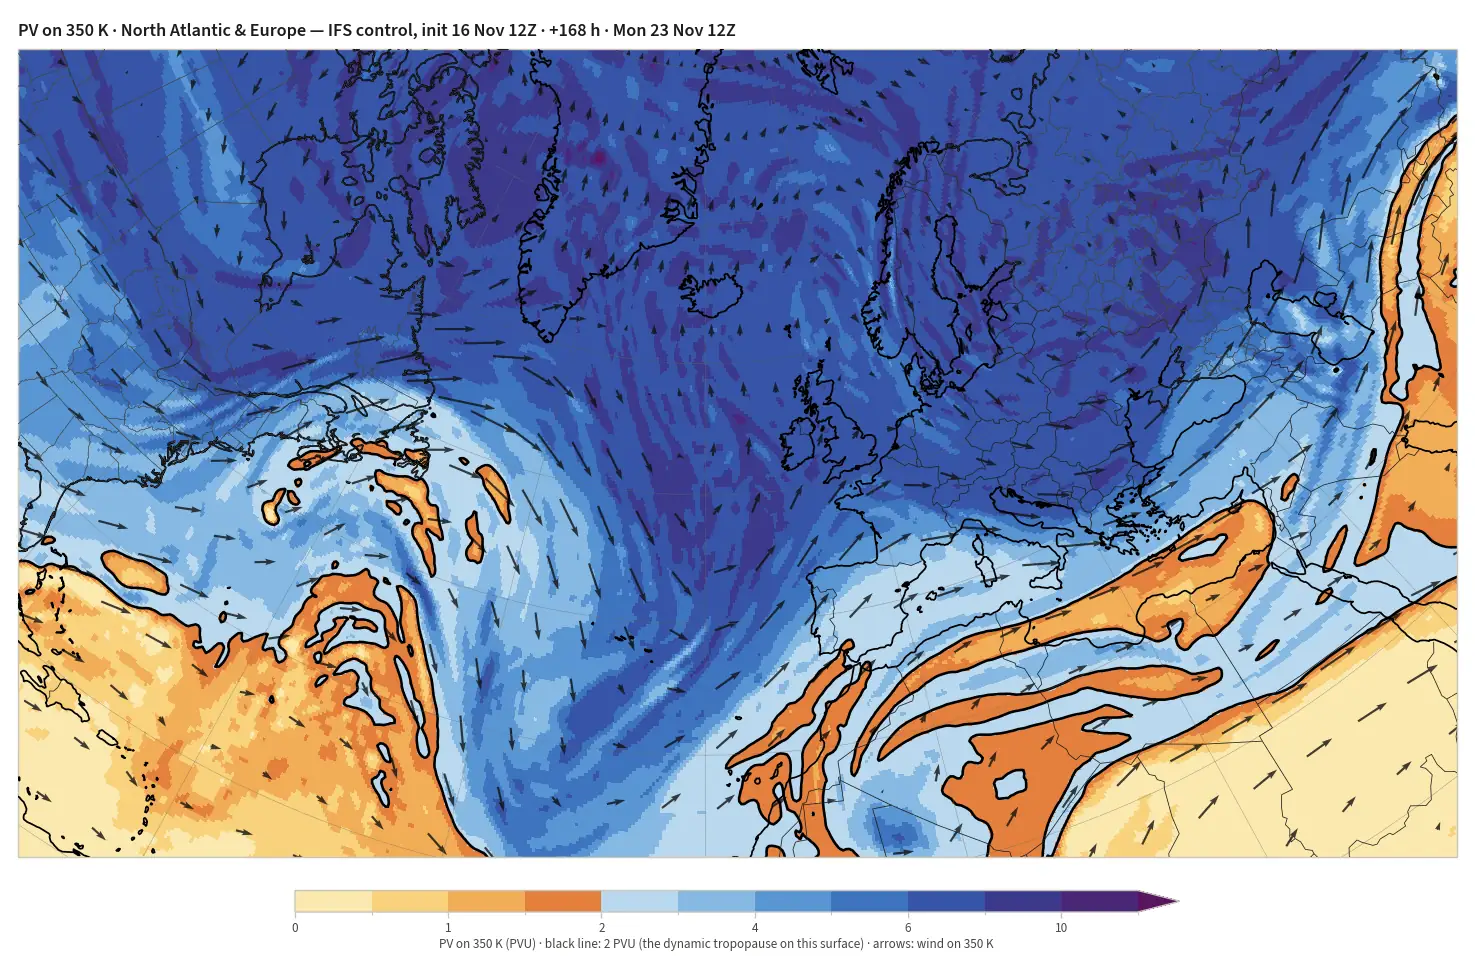 PV on 350 K · North Atlantic & Europe — IFS control, init 16 Nov 12Z · +168 h · Mon 23 Nov 12Z
0 1 2 4 6 10
PV on 350 K (PVU) · black line: 2 PVU (the dynamic tropopause on this surface) · arrows: wind on 350 K